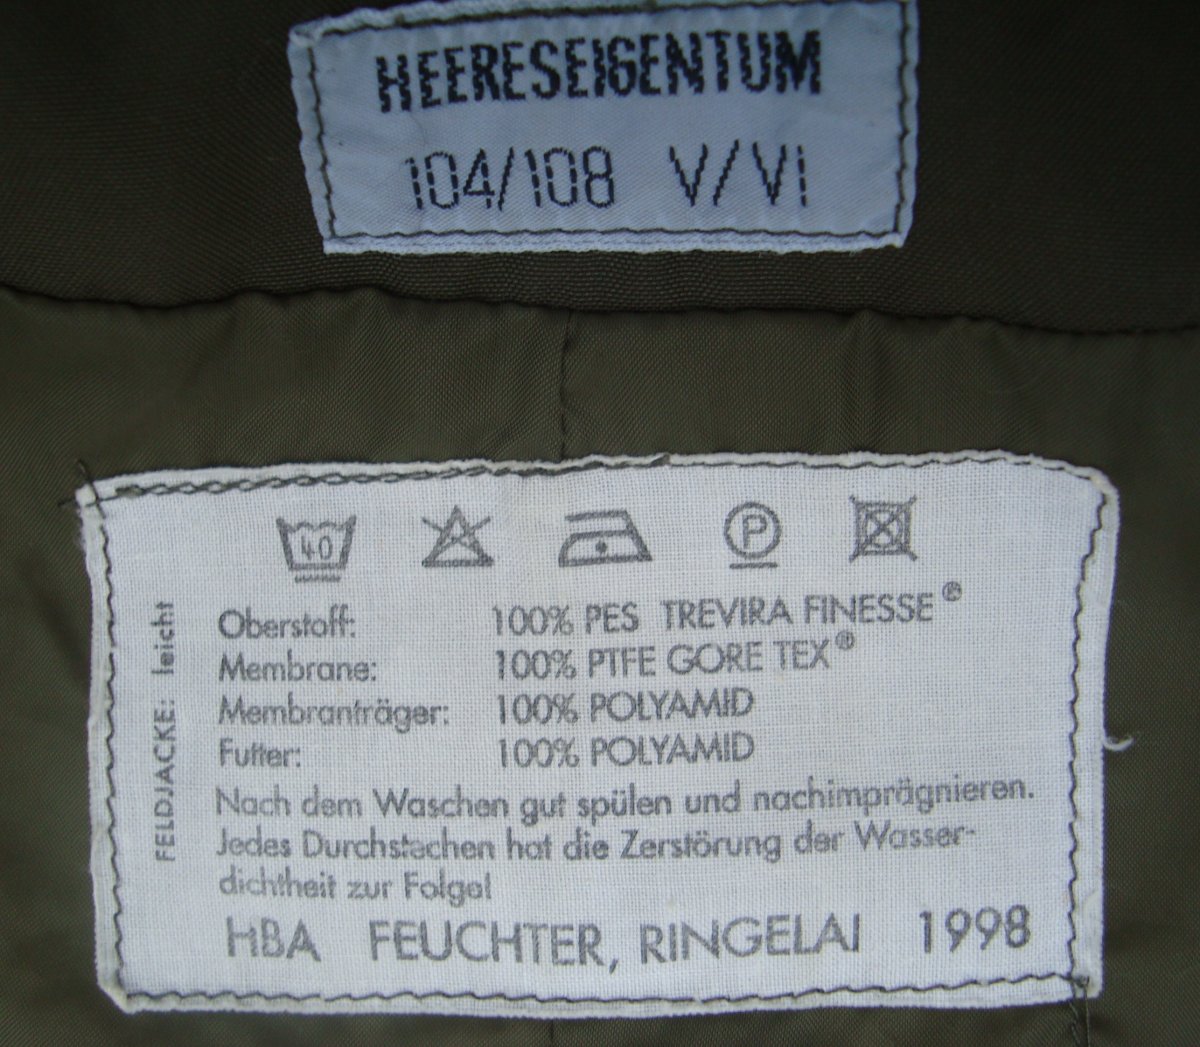 HEERESEIGENTUM
104/108 V/VI
40
P
FELDJACKE: leicht
Oberstoff: 100% PES TREVIRA FINESSE®
Membrane: 100% PTFE GORE TEX®
Membranträger: 100% POLYAMID
Futter: 100% POLYAMID
Nach dem Waschen gut spülen und nachimprägnieren.
Jedes Durchstechen hat die Zerstörung der Wasser-
dichtheit zur Folge!
HBA FEUCHTER, RINGELAI 1998